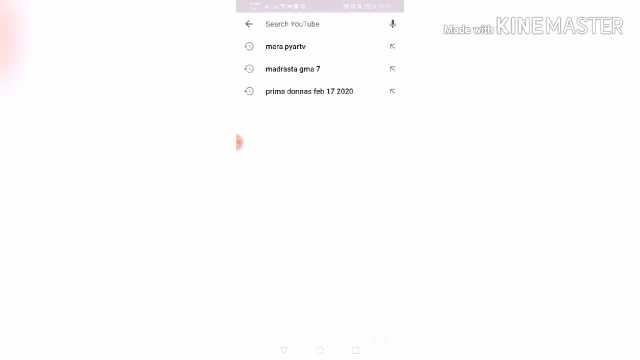 Search YouTube
Made with KINEMASTER
mera pyartv
madrasta gma 7
prima donnas feb 17 2020